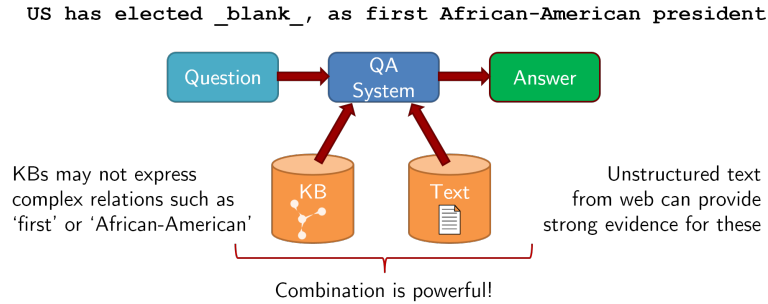 US has elected _blank_, as first African-American president
Question
QA
System
Answer
KBs may not express
complex relations such as
‘first’ or ‘African-American’
KB
Text
Unstructured text
from web can provide
strong evidence for these
Combination is powerful!